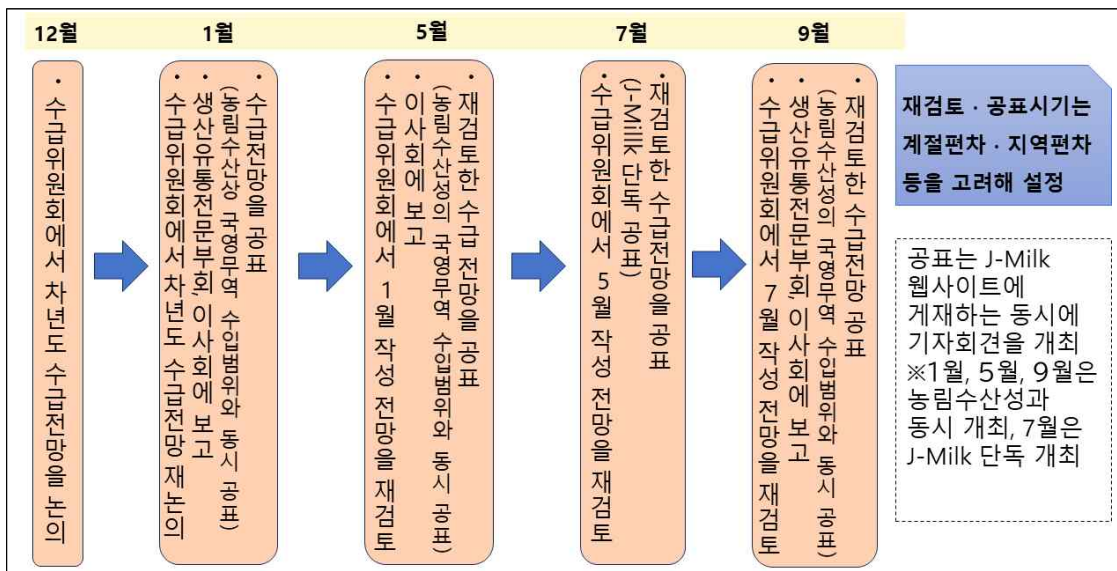 12월
1월
5월
7월
9월
• 수급위원회에서 차년도 수급전망을 논의
• 수급전망을 공표
(농림수산상 국영무역 수입범위와 동시 공표)
• 생산유통전문부회, 이사회에 보고
• 수급위원회에서 차년도 수급전망 재논의
• 재검토한 수급 전망을 공표
(농림수산성의 국영무역 수입범위와 동시 공표)
• 이사회에 보고
• 수급위원회에서 1월 작성 전망을 재검토
• 재검토한 수급전망을 공표
(J-Milk 단독 공표)
• 수급위원회에서 5월 작성 전망을 재검토
• 재검토한 수급전망 공표
(농림수산성의 국영무역 수입범위와 동시 공표)
• 생산유통전문부회, 이사회에 보고
• 수급위원회에서 7월 작성 전망을 재검토
재검토 · 공표시기는
계절편차 · 지역편차
등을 고려해 설정
공표는 J-Milk
웹사이트에
게재하는 동시에
기자회견을 개최
※1월, 5월, 9월은
농림수산성과
동시 개최, 7월은
J-Milk 단독 개최